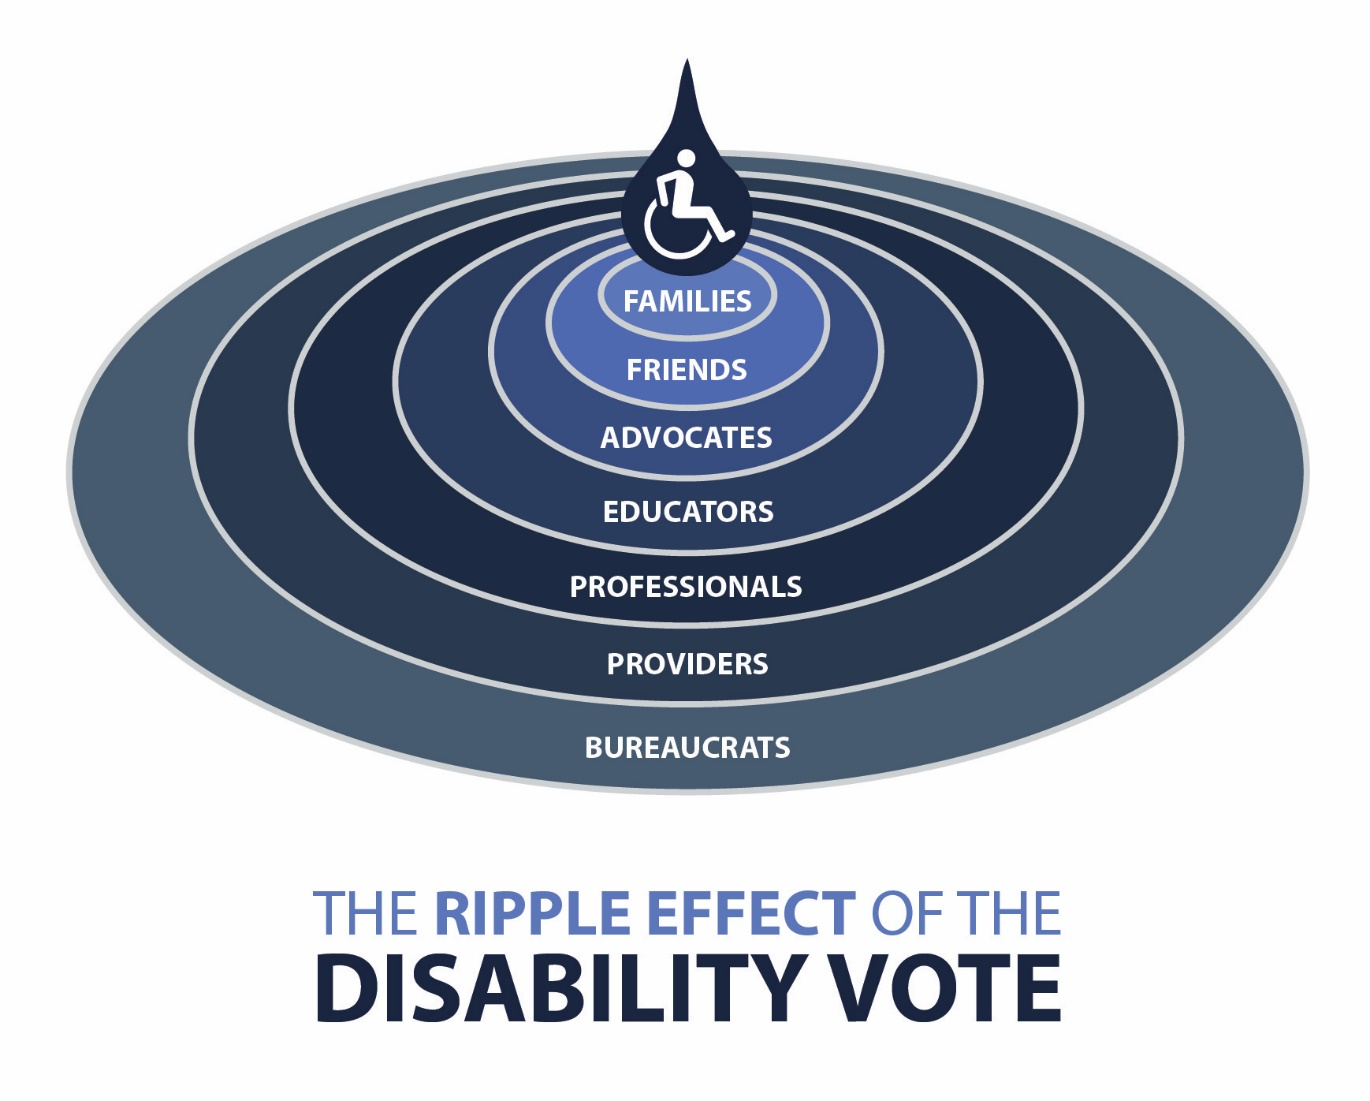 FAMILIES
FRIENDS
ADVOCATES
EDUCATORS
PROFESSIONALS
PROVIDERS
BUREAUCRATS
THE RIPPLE EFFECT OF THE
DISABILITY VOTE